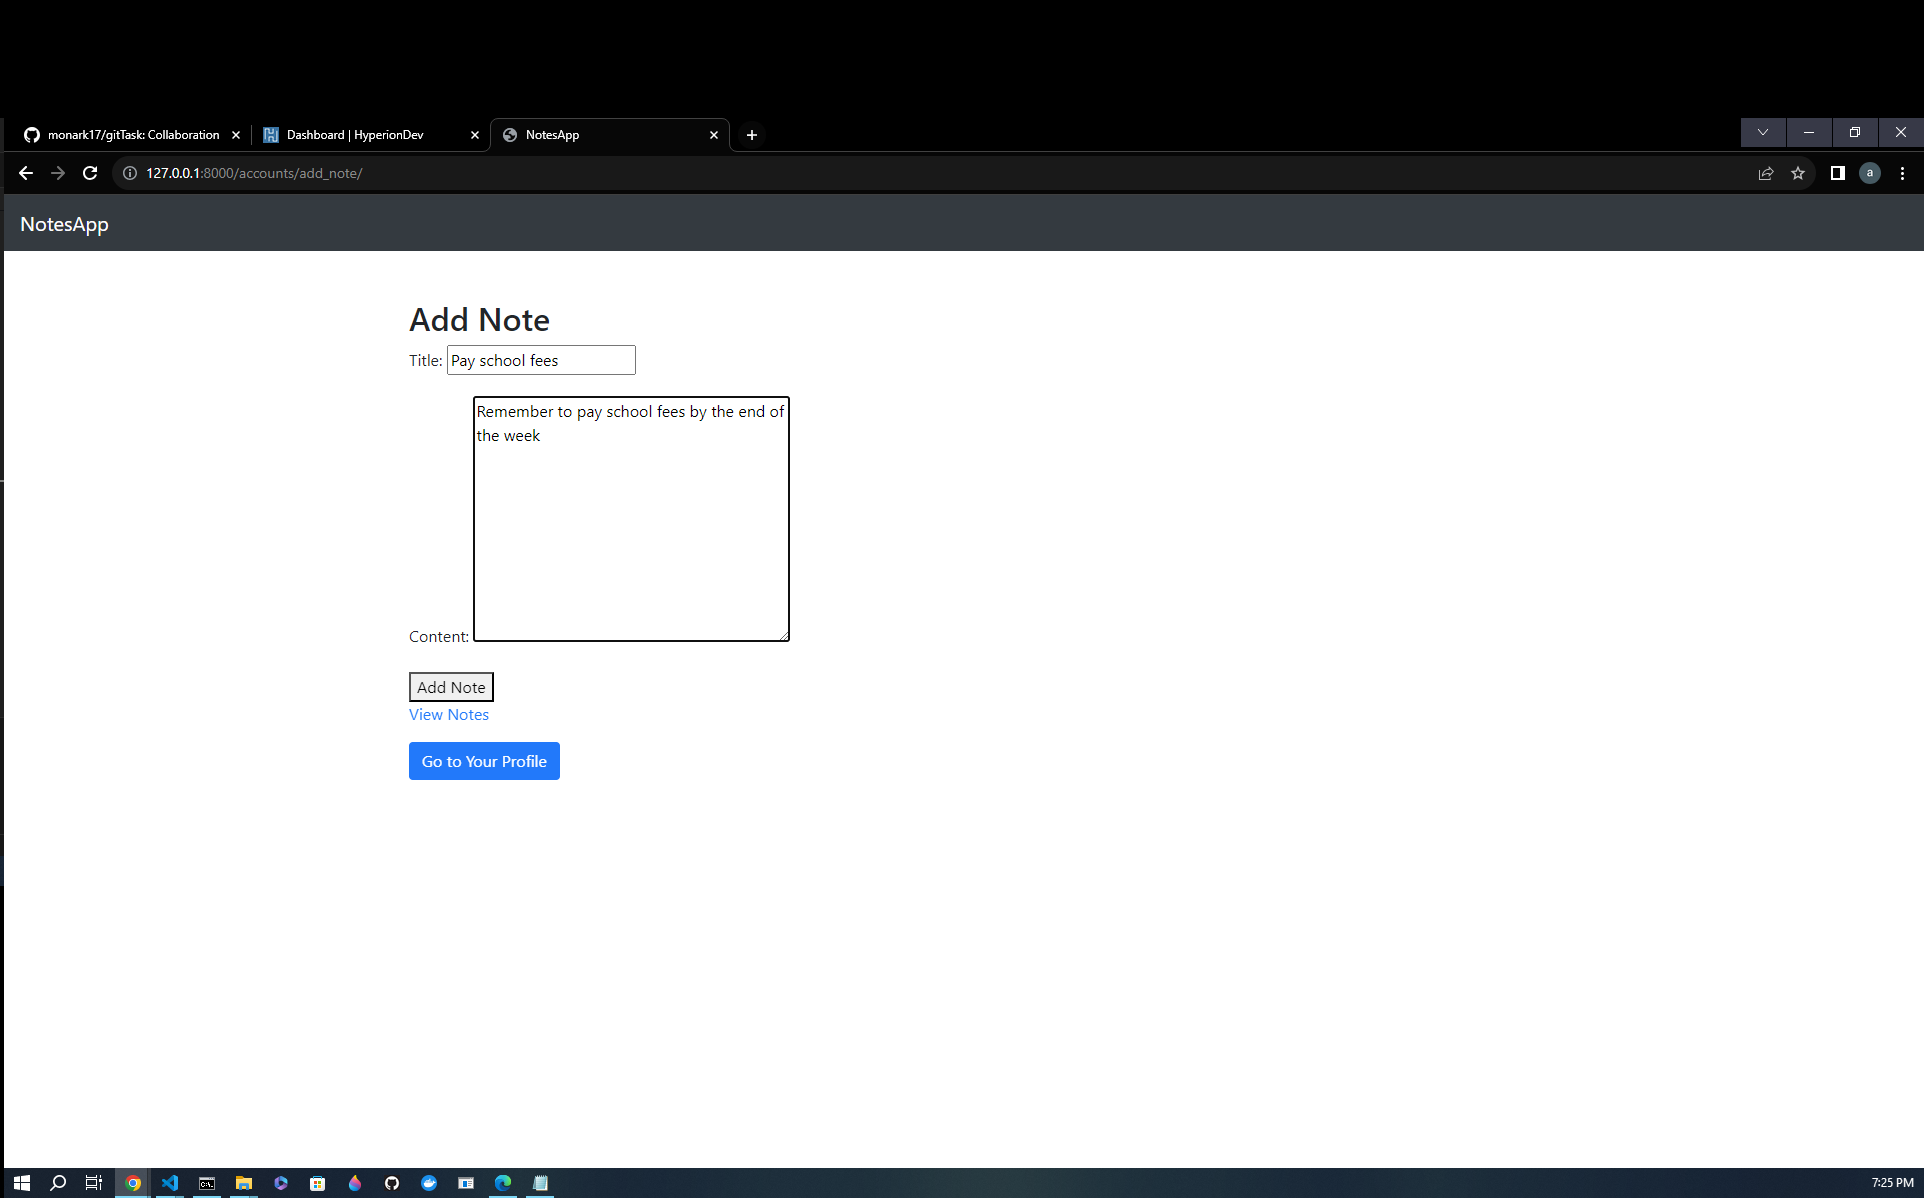 monark17/gitTask: Collaboration
Dashboard | HyperionDev
NotesApp
127.0.0.1:8000/accounts/add_note/
a
NotesApp
Add Note
Title: Pay school fees
Remember to pay school fees by the end of
the week
Content:
Add Note
View Notes
Go to Your Profile
7:25 PM